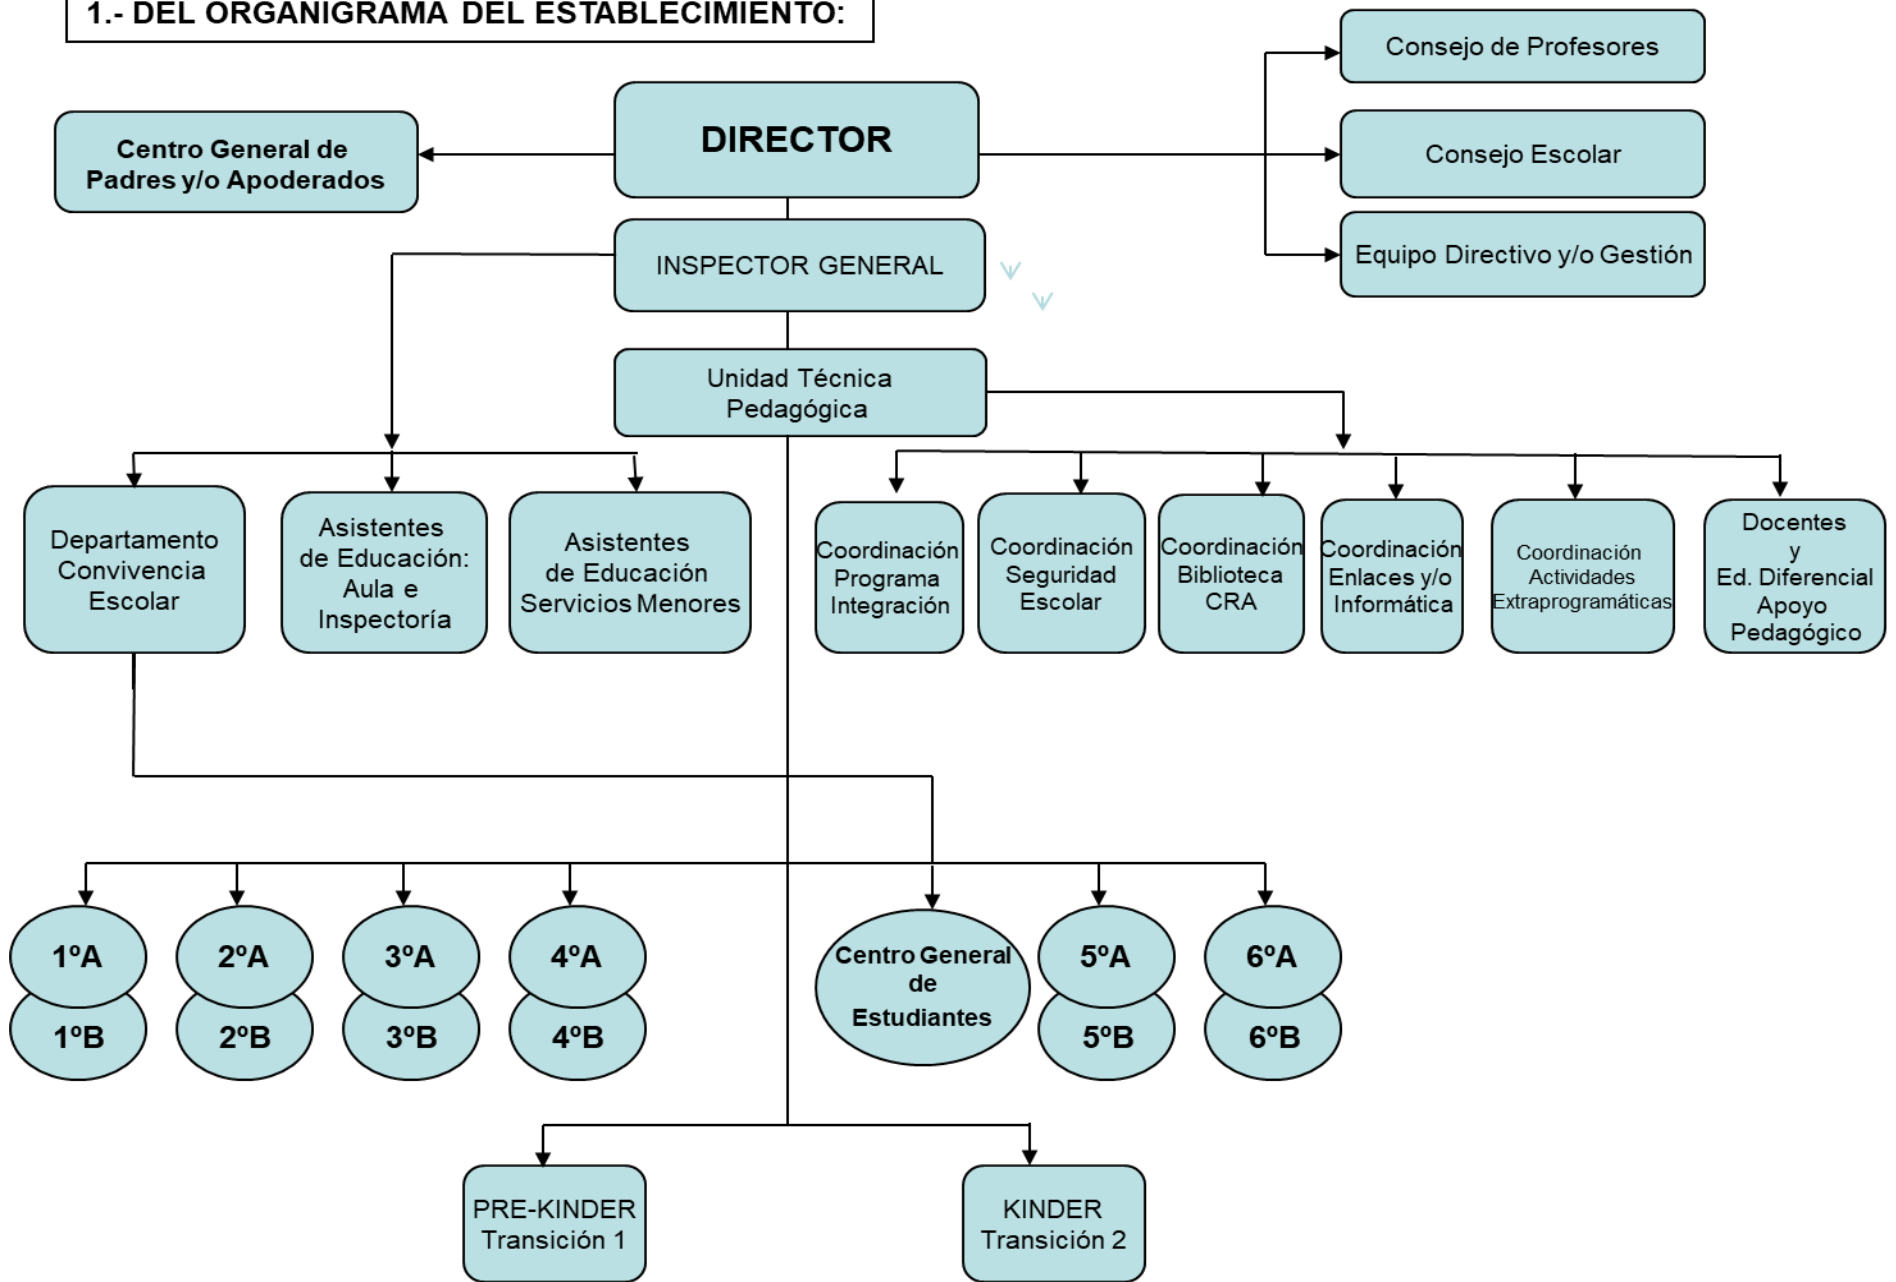 1.- DEL ORGANIGRAMA DEL ESTABLECIMIENTO:
Consejo de Profesores
DIRECTOR
Centro General de
Padres y/o Apoderados
Consejo Escolar
INSPECTOR GENERAL
Equipo Directivo y/o Gestión
Unidad Técnica
Pedagógica
Departamento
Convivencia
Escolar
Asistentes
de Educación:
Aula e
Inspectoría
Asistentes
de Educación
Servicios Menores
Coordinación
Programa
Integración
Coordinación
Seguridad
Escolar
Coordinación
Biblioteca
CRA
Coordinación
Enlaces y/o
Informática
Coordinación
Actividades
Extraprogramáticas
Docentes
y
Ed. Diferencial
Apoyo
Pedagógico
1ºA
1ºB
2ºA
2ºB
3ºA
3ºB
4ºA
4ºB
Centro General
de
Estudiantes
5ºA
5ºB
6ºA
6ºB
PRE-KINDER
Transición 1
KINDER
Transición 2